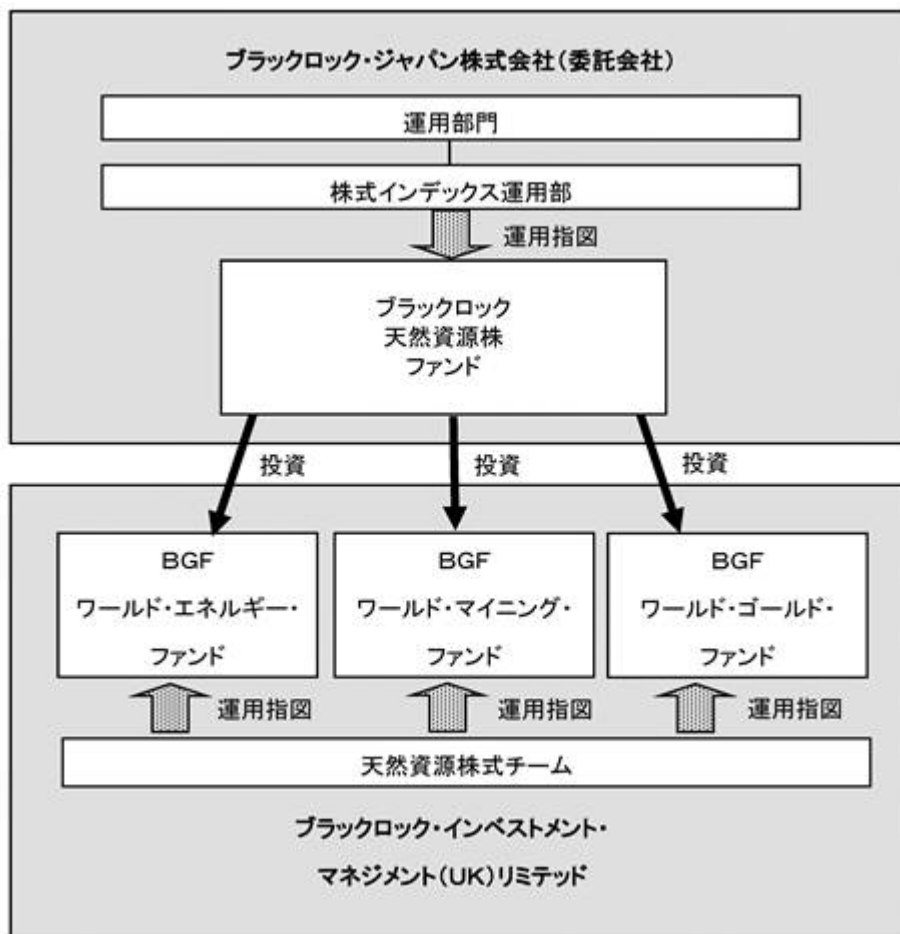 ブラックロック・ジャパン株式会社(委託会社)
運用部門
株式インデックス運用部
運用指図
ブラックロック
天然資源株
ファンド
投資
投資
投資
BGF
ワールド・エネルギー・
ファンド
BGF
ワールド・マイニング・
ファンド
BGF
ワールド・ゴールド・
ファンド
運用指図
運用指図
運用指図
天然資源株式チーム
ブラックロック・インベストメント・
マネジメント(UK)リミテッド